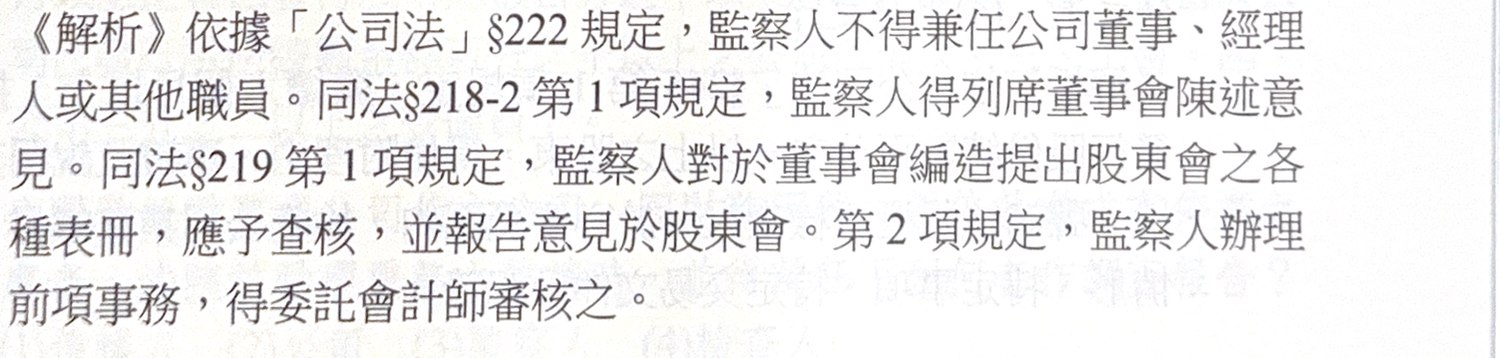 《解析》依據「公司法」§222 規定，監察人不得兼任公司董事、經理
人或其他職員。同法§218-2 第 1 項規定，監察人得列席董事會陳述意
見。同法§219 第 1 項規定，監察人對於董事會編造提出股東會之各
種表冊，應予查核，並報告意見於股東會。第 2 項規定，監察人辦理
前項事務，得委託會計師審核之。